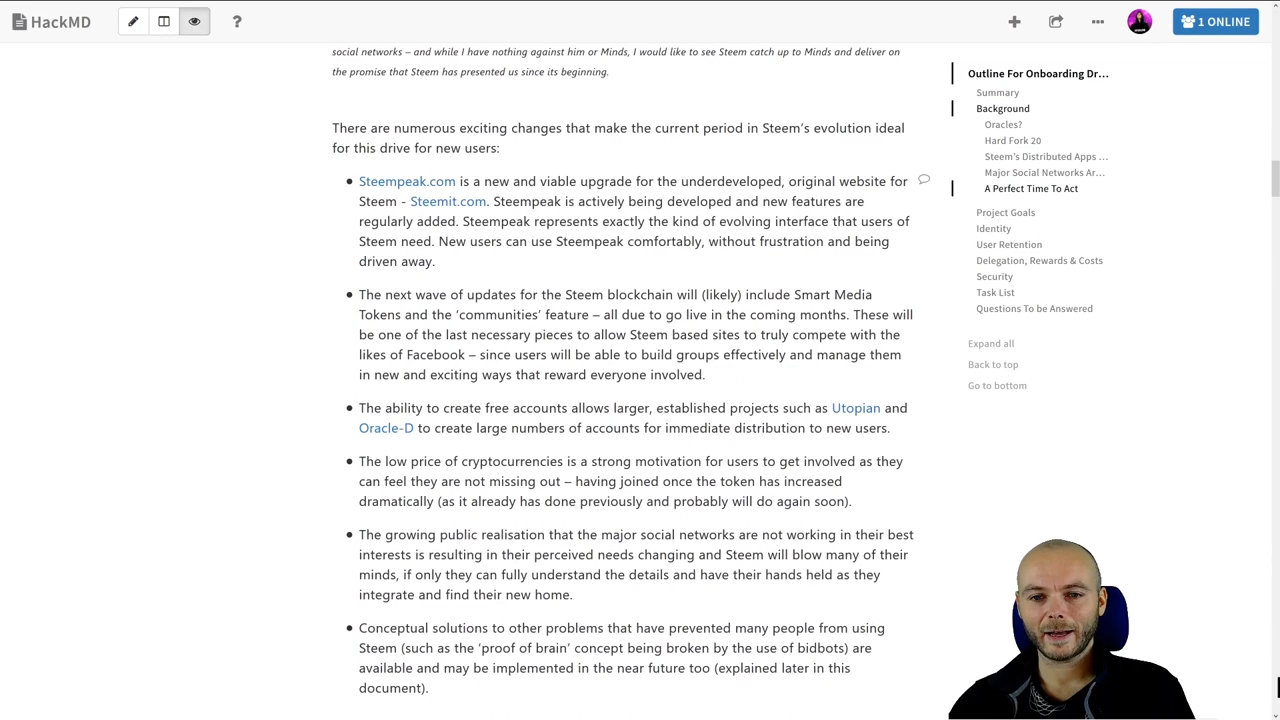 HackMD
?
1 ONLINE
social networks – and while I have nothing against him or Minds, I would like to see Steem catch up to Minds and deliver on
the promise that Steem has presented us since its beginning.
There are numerous exciting changes that make the current period in Steem's evolution ideal
for this drive for new users:
• Steempeak.com is a new and viable upgrade for the underdeveloped, original website for
Steem - Steemit.com. Steempeak is actively being developed and new features are
regularly added. Steempeak represents exactly the kind of evolving interface that users of
Steem need. New users can use Steempeak comfortably, without frustration and being
driven away.
• The next wave of updates for the Steem blockchain will (likely) include Smart Media
Tokens and the 'communities' feature – all due to go live in the coming months. These will
be one of the last necessary pieces to allow Steem based sites to truly compete with the
likes of Facebook – since users will be able to build groups effectively and manage them
in new and exciting ways that reward everyone involved.
• The ability to create free accounts allows larger, established projects such as Utopian and
Oracle-D to create large numbers of accounts for immediate distribution to new users.
• The low price of cryptocurrencies is a strong motivation for users to get involved as they
can feel they are not missing out – having joined once the token has increased
dramatically (as it already has done previously and probably will do again soon).
• The growing public realisation that the major social networks are not working in their best
interests is resulting in their perceived needs changing and Steem will blow many of their
minds, if only they can fully understand the details and have their hands held as they
integrate and find their new home.
• Conceptual solutions to other problems that have prevented many people from using
Steem (such as the 'proof of brain' concept being broken by the use of bidbots) are
available and may be implemented in the near future too (explained later in this
document).
Outline For Onboarding Dr...
Summary
Background
Oracles?
Hard Fork 20
Steem's Distributed Apps ...
Major Social Networks Ar...
A Perfect Time To Act
Project Goals
Identity
User Retention
Delegation, Rewards & Costs
Security
Task List
Questions To be Answered
Expand all
Back to top
Go to bottom